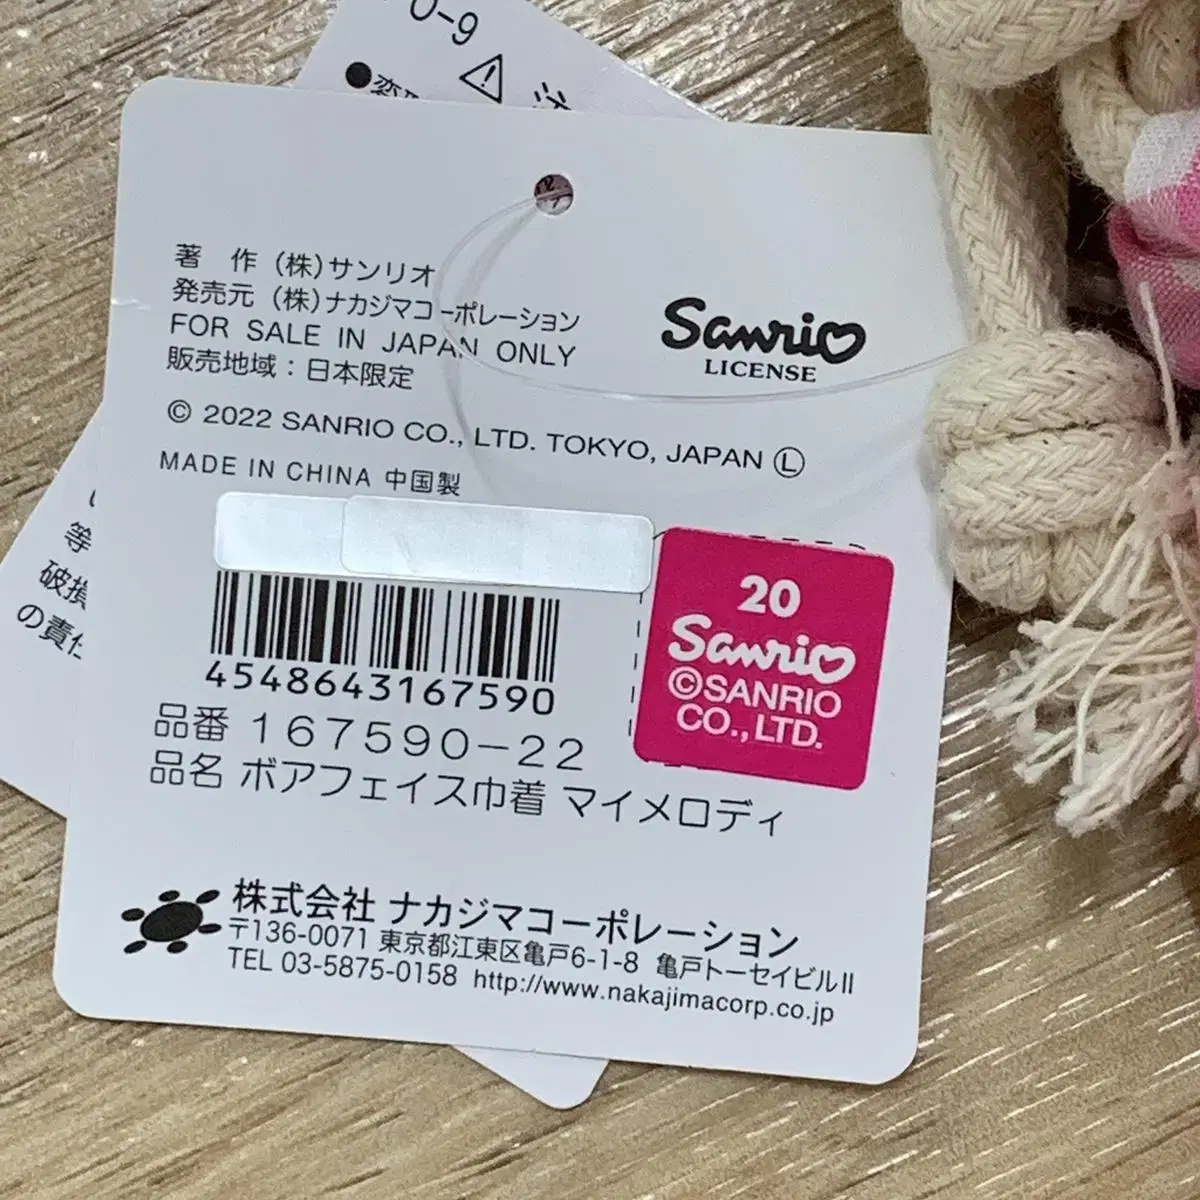 0-9
著 作 (株)サンリオ
発売元 (株)ナカジマコーポレーション
FOR SALE IN JAPAN ONLY
販売地域：日本限定
© 2022 SANRIO CO., LTD. TOKYO, JAPAN Ⓛ
MADE IN CHINA 中国製
Sanrio
LICENSE
等
破損
の責任
4548643167590
20
Sanrio
©SANRIO
CO.,LTD.
品番 167590-22
品名 ボアフェイス巾着 マイメロディ
株式会社 ナカジマコーポレーション
〒136-0071 東京都江東区亀戸6-1-8 亀戸トーセイビルII
TEL 03-5875-0158 http://www.nakajimacorp.co.jp